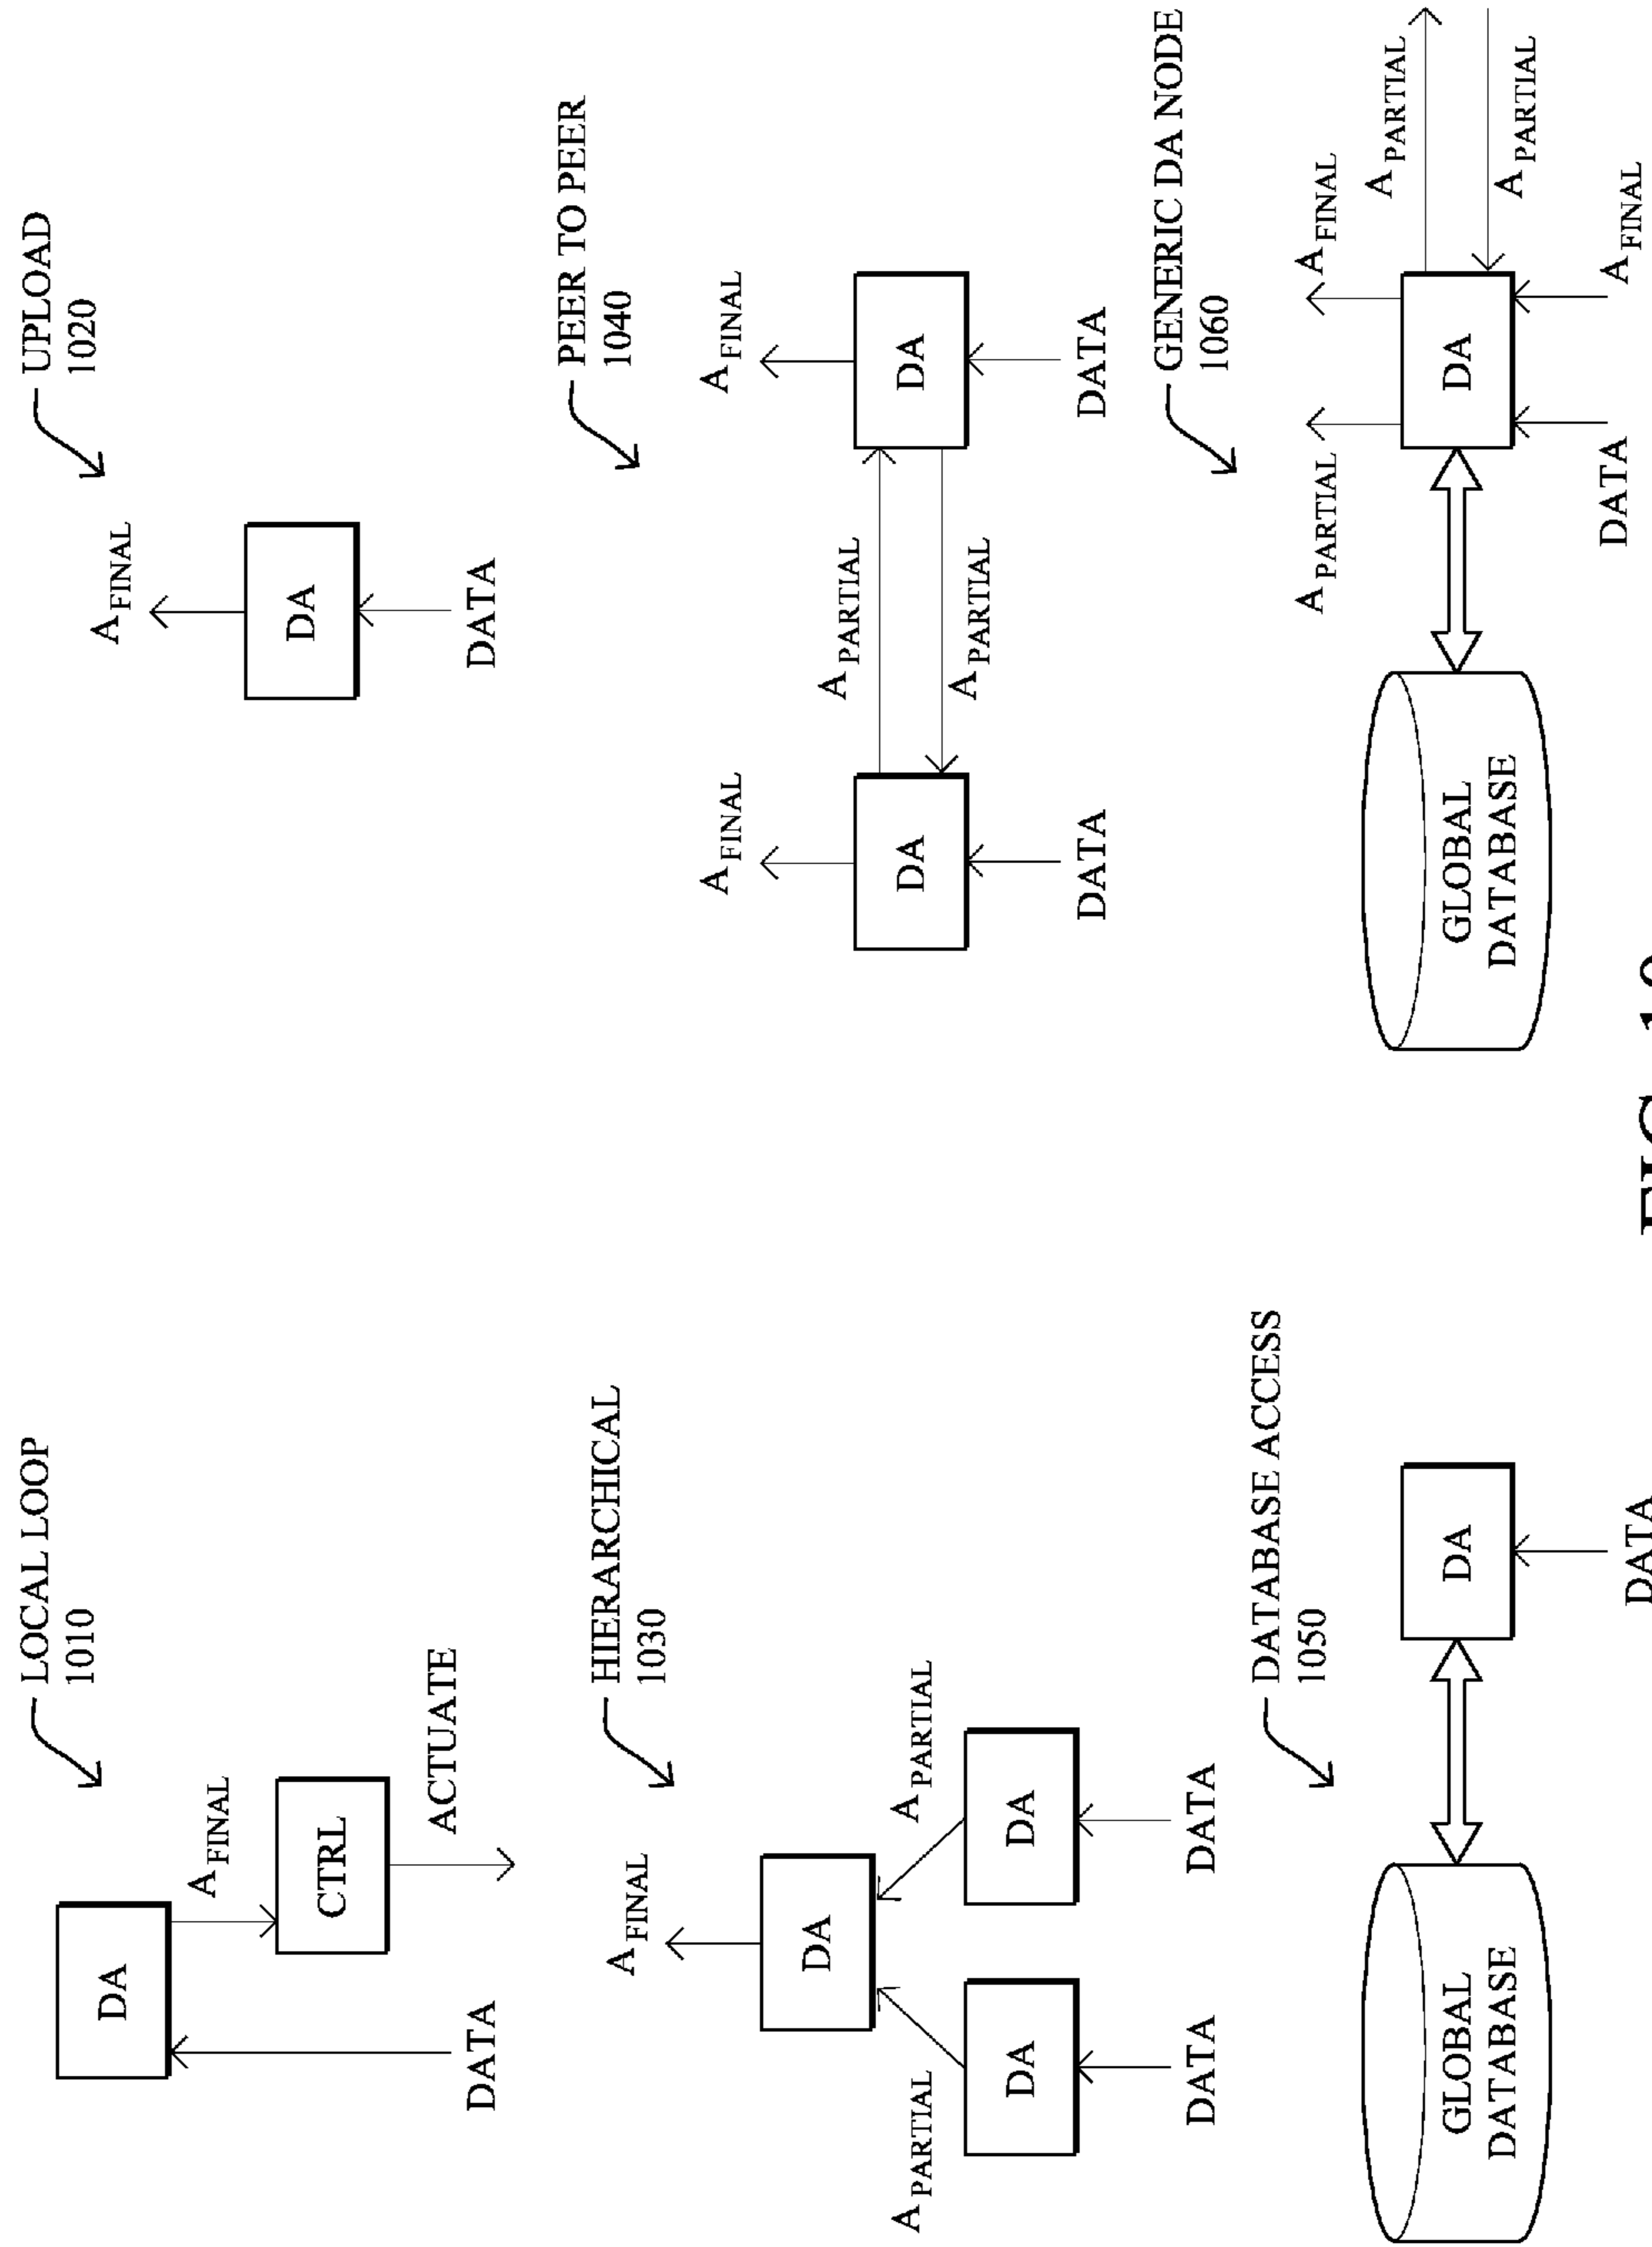 LOCAL LOOP
1010
DA
A FINAL
CTRL
ACTUATE
DATA
UPLOAD
1020
A FINAL
DA
DATA
HIERARCHICAL
1030
A FINAL
DA
A PARTIAL
A PARTIAL
DA
DA
DATA
DATA
PEER TO PEER
1040
A FINAL
A FINAL
A PARTIAL
DA
DA
A PARTIAL
DATA
DATA
DATABASE ACCESS
1050
GLOBAL
DATABASE
DA
DATA
GENERIC DA NODE
1060
A PARTIAL
A FINAL
A PARTIAL
GLOBAL
DATABASE
DA
A PARTIAL
DATA
A FINAL